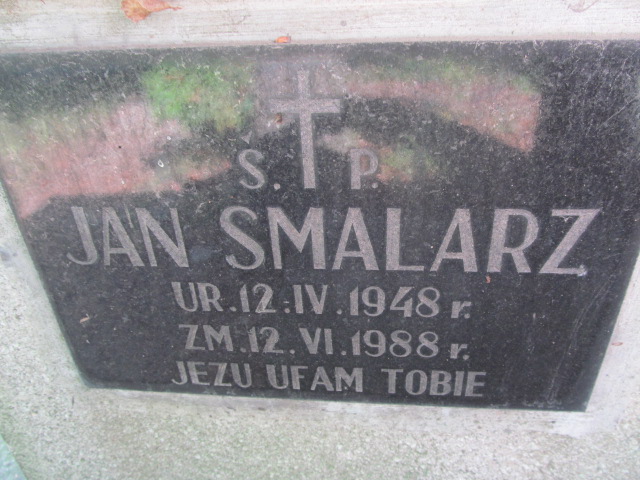 Ś. P.
JAN SMALARZ
UR. 12. IV. 1948 r.
ZM. 12. VI. 1988 r.
JEZU UFAM TOBIE